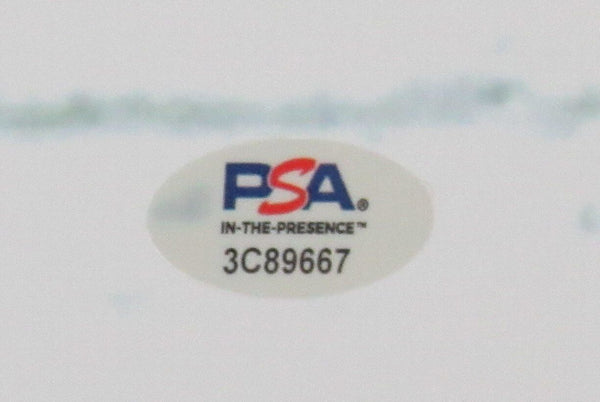 PSA®
IN-THE-PRESENCE™
3C89667